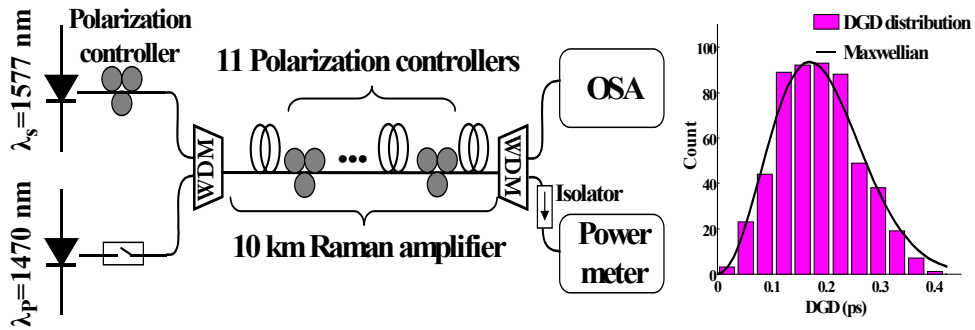 Polarization
controller
λs=1577 nm
11 Polarization controllers
WDM
•••
WDM
OSA
Isolator
10 km Raman amplifier
Power
meter
λP=1470 nm
DGD distribution
Maxwellian
Count
100
80
60
40
20
0
0
0.1
0.2
0.3
0.4
DGD (ps)